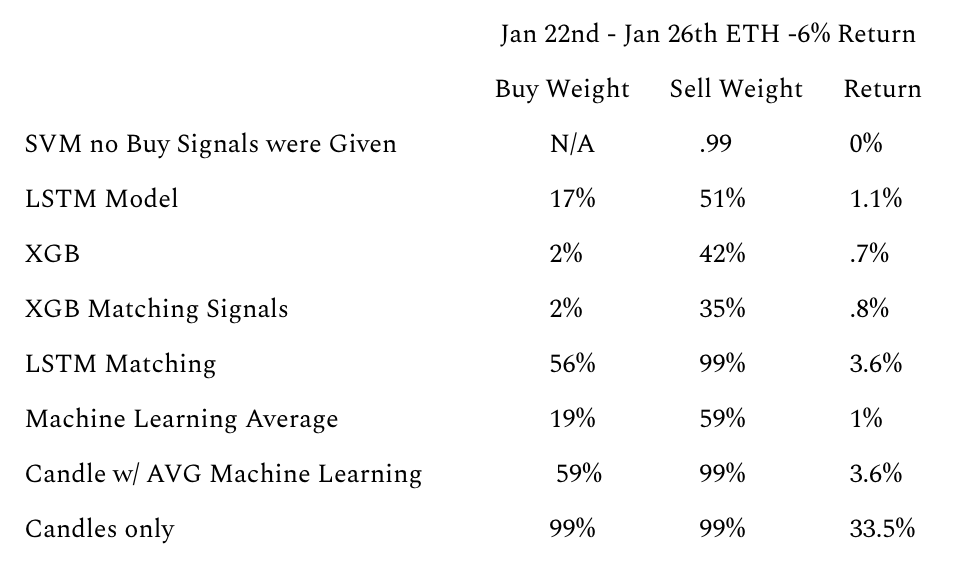 Jan 22nd - Jan 26th ETH -6% Return
Buy Weight Sell Weight Return
SVM no Buy Signals were Given N/A .99 0%
LSTM Model 17% 51% 1.1%
XGB 2% 42% .7%
XGB Matching Signals 2% 35% .8%
LSTM Matching 56% 99% 3.6%
Machine Learning Average 19% 59% 1%
Candle w/ AVG Machine Learning 59% 99% 3.6%
Candles only 99% 99% 33.5%